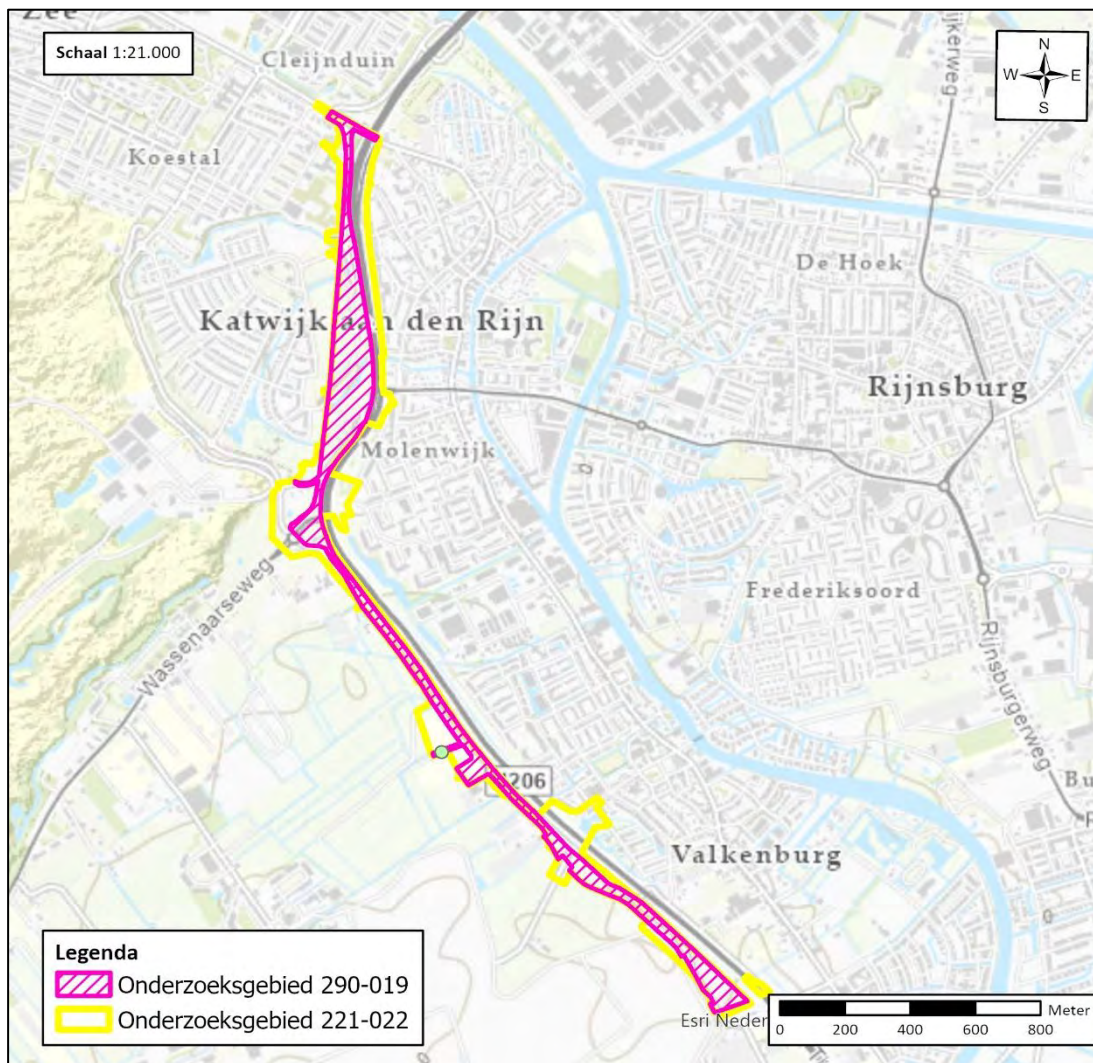 Zee
Schaal 1:21.000
Cleijnduin
N
W E
S
Koestal
De Hoek
Katwijk aan den Rijn
Rijnsburg
Molenwijk
Frederiksoord
Wassenaarseweg
Rijnsburgerweg
206
Valkenburg
Legenda
Onderzoeksgebied 290-019
Onderzoeksgebied 221-022
Esri Neder
Meter
0 200 400 600 800